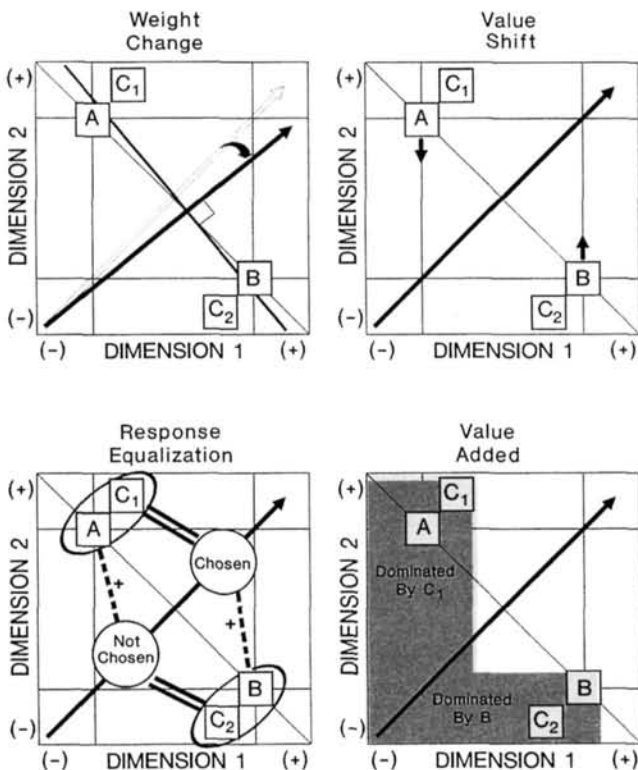 Weight
Change
(+)
C1
A
DIMENSION 2
B
C2
(-)
(-)
DIMENSION 1
(+)
Value
Shift
(+)
C1
A
DIMENSION 2
B
C2
(-)
(-)
DIMENSION 1
(+)
Response
Equalization
(+)
C1
A
Chosen
DIMENSION 2
+
+
Not
Chosen
B
C2
(-)
(-)
DIMENSION 1
(+)
Value
Added
(+)
C1
A
Dominated
By C1
DIMENSION 2
B
Dominated
By B
C2
(-)
(-)
DIMENSION 1
(+)